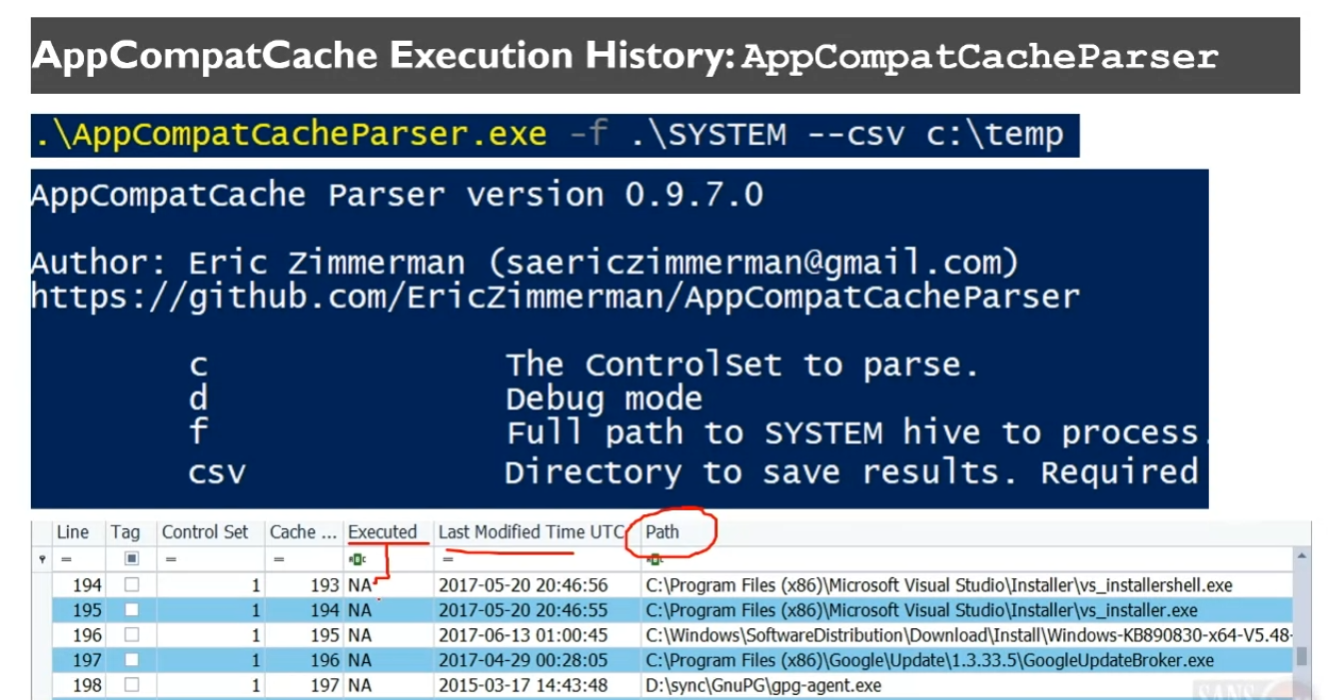 AppCompatCache Execution History: AppCompatCacheParser
.\AppCompatCacheParser.exe -f .\SYSTEM --csv c:\temp
AppCompatCache Parser version 0.9.7.0
Author: Eric Zimmerman (saericzimmerman@gmail.com)
https://github.com/EricZimmerman/AppCompatCacheParser
c The ControlSet to parse.
d Debug mode
f Full path to SYSTEM hive to process.
csv Directory to save results. Required
Line Tag Control Set Cache ... Executed Last Modified Time UTC Path
= = = =
194 1 193 NA 2017-05-20 20:46:56 C:\Program Files (x86)\Microsoft Visual Studio\Installer\vs_installershell.exe
195 1 194 NA 2017-05-20 20:46:55 C:\Program Files (x86)\Microsoft Visual Studio\Installer\vs_installer.exe
196 1 195 NA 2017-06-13 01:00:45 C:\Windows\SoftwareDistribution\Download\Install\Windows-KB890830-x64-V5.48-
197 1 196 NA 2017-04-29 00:28:05 C:\Program Files (x86)\Google\Update\1.3.33.5\GoogleUpdateBroker.exe
198 1 197 NA 2015-03-17 14:43:48 D:\sync\GnuPG\gpg-agent.exe
SANS